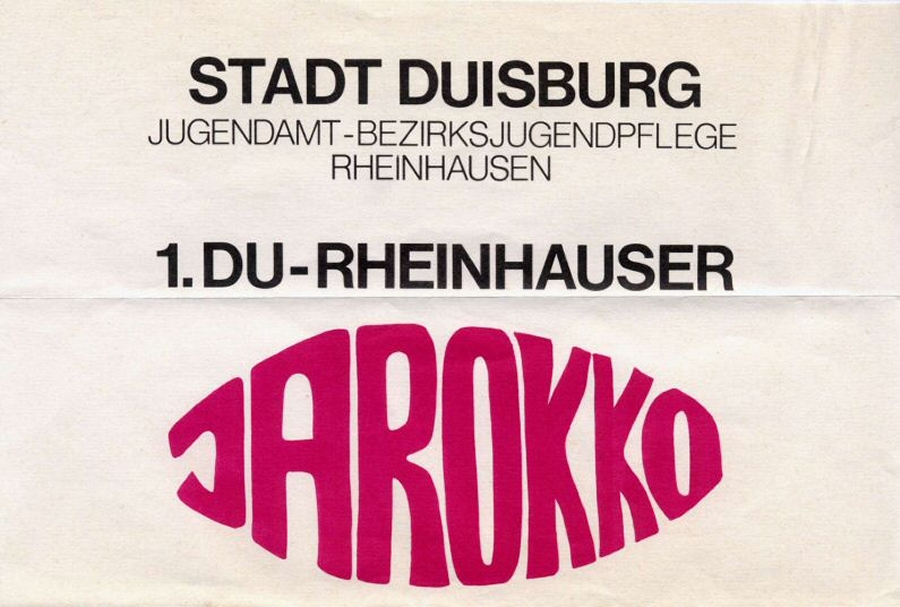 STADT DUISBURG
JUGENDAMT-BEZIRKSJUGENDPFLEGE
RHEINHAUSEN
1. DU-RHEINHAUSER
JAROKKO